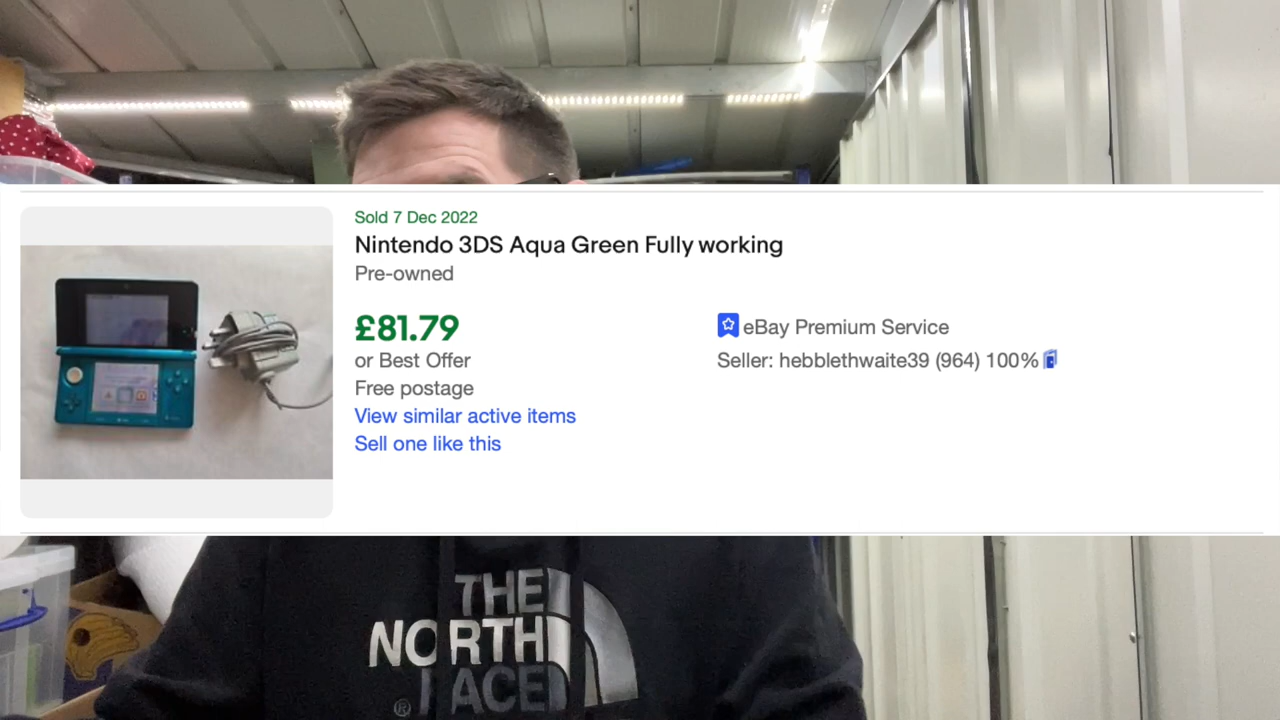 Sold 7 Dec 2022
Nintendo 3DS Aqua Green Fully working
Pre-owned
£81.79
or Best Offer
Free postage
View similar active items
Sell one like this
eBay Premium Service
Seller: hebblethwaite39 (964) 100%
THE
NORTH
FACE
®